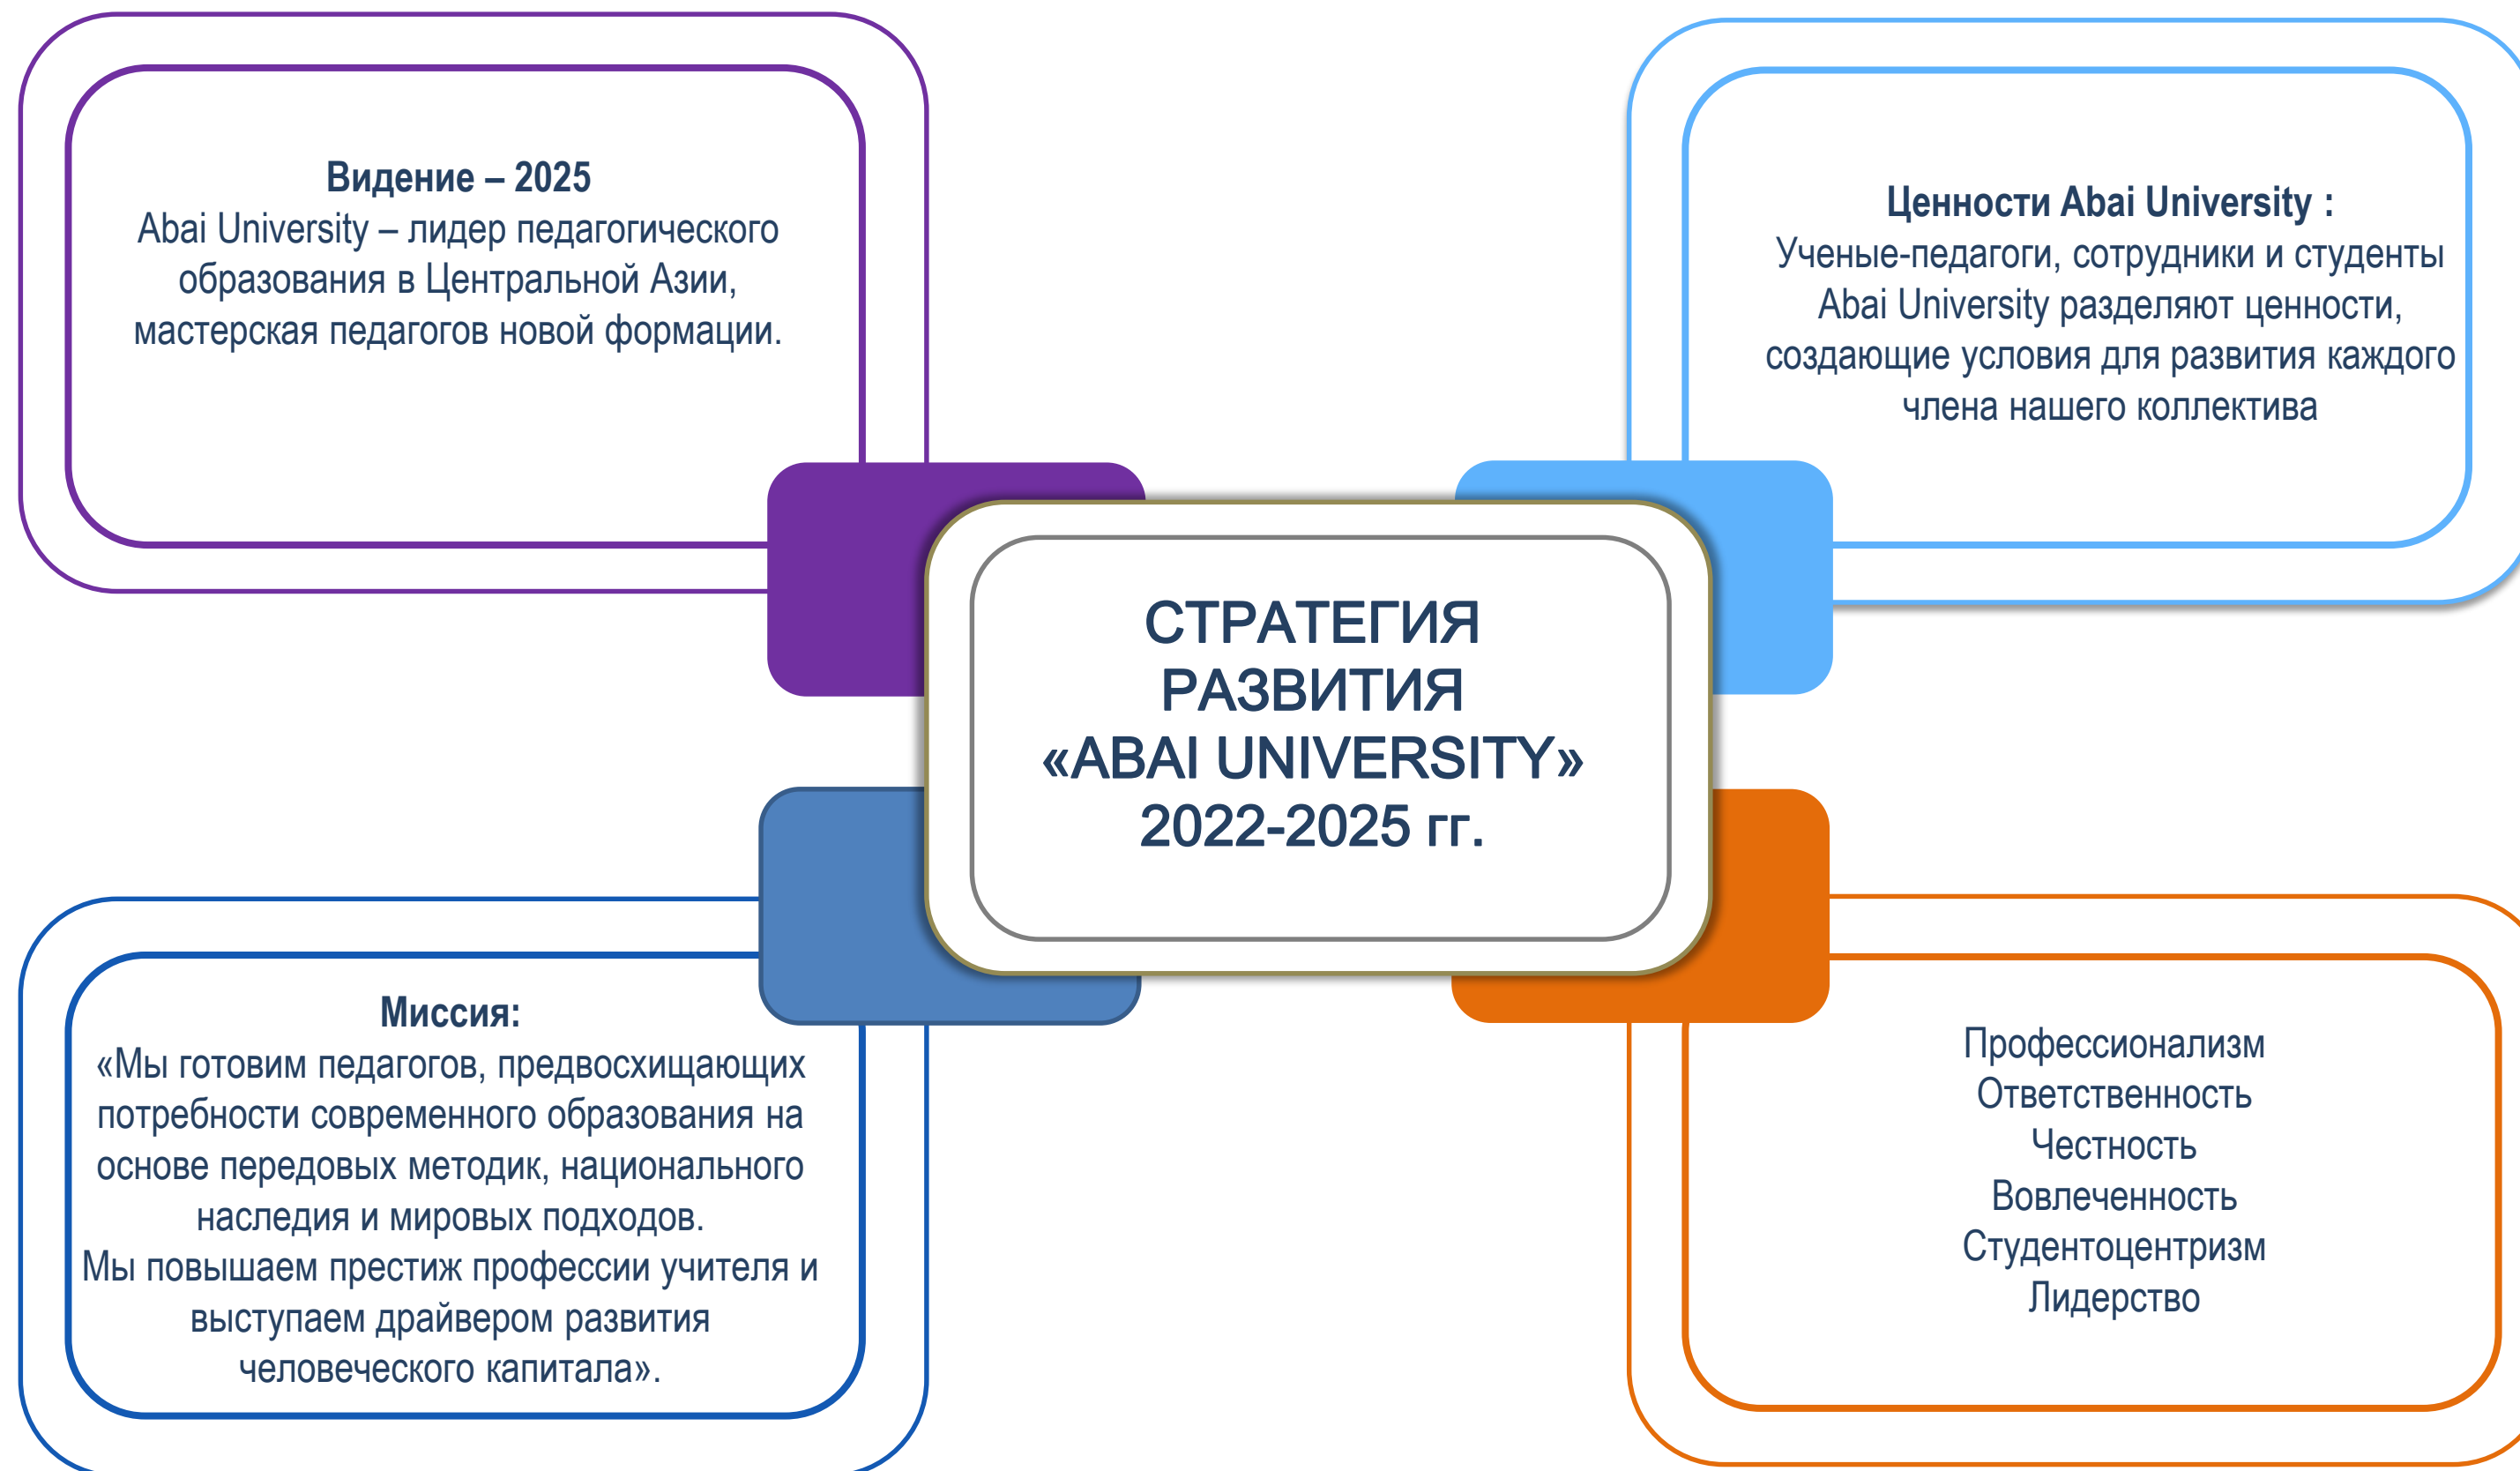 Видение – 2025
Abai University – лидер педагогического
образования в Центральной Азии,
мастерская педагогов новой формации.
Ценности Abai University :
Ученые-педагоги, сотрудники и студенты
Abai University разделяют ценности,
создающие условия для развития каждого
члена нашего коллектива
СТРАТЕГИЯ
РАЗВИТИЯ
«ABAI UNIVERSITY»
2022-2025 гг.
Миссия:
«Мы готовим педагогов, предвосхищающих
потребности современного образования на
основе передовых методик, национального
наследия и мировых подходов.
Мы повышаем престиж профессии учителя и
выступаем драйвером развития
человеческого капитала».
Профессионализм
Ответственность
Честность
Вовлеченность
Студентоцентризм
Лидерство